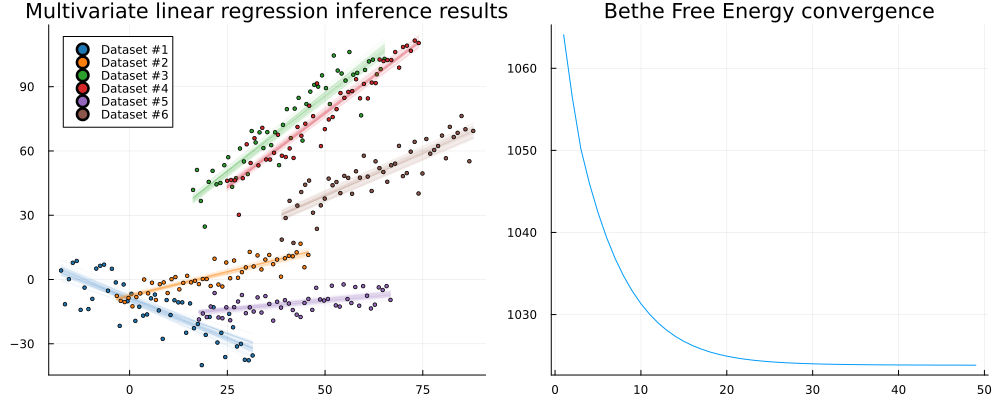 Multivariate linear regression inference results
Dataset #1
Dataset #2
Dataset #3
Dataset #4
Dataset #5
Dataset #6
90
60
30
0
−30
0
25
50
75
Bethe Free Energy convergence
1060
1050
1040
1030
0
10
20
30
40
50